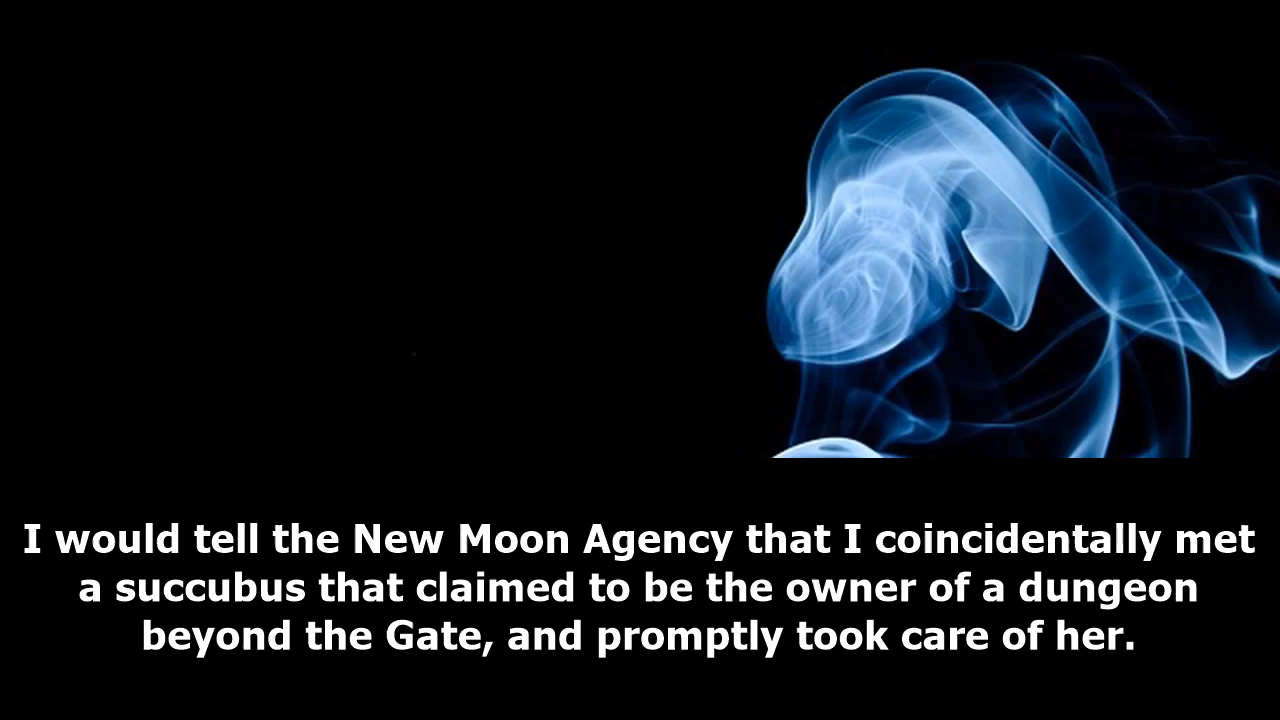 I would tell the New Moon Agency that I coincidentally met
a succubus that claimed to be the owner of a dungeon
beyond the Gate, and promptly took care of her.